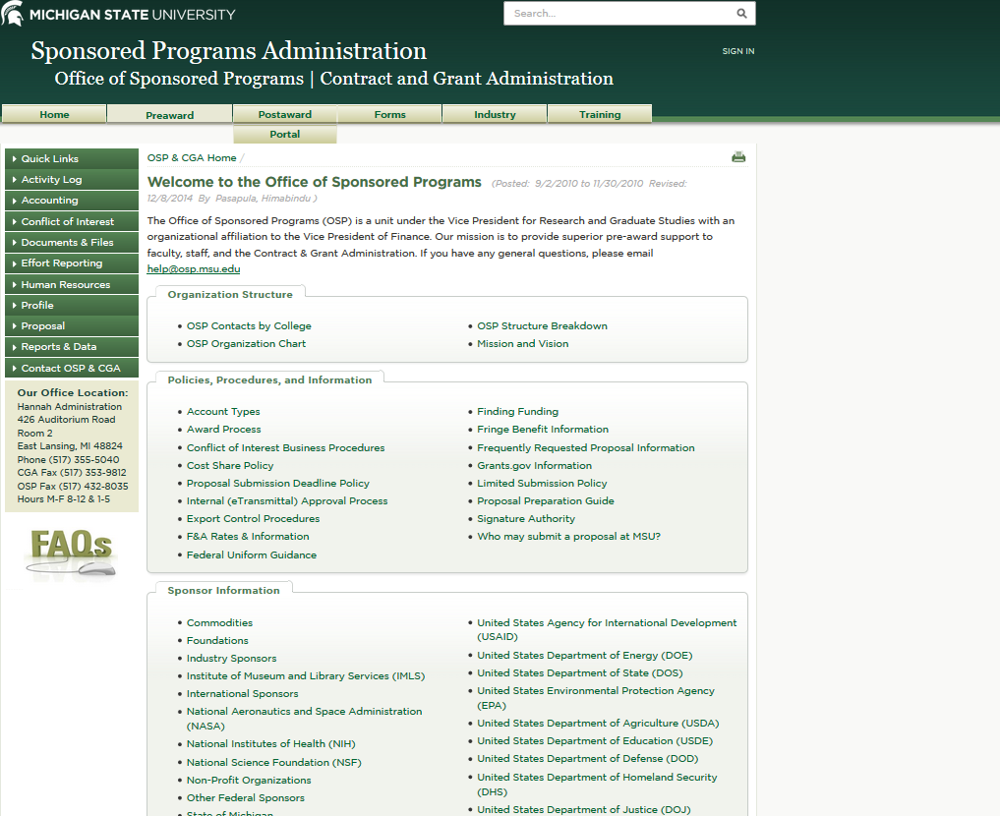 MICHIGAN STATE UNIVERSITY
Search...
Sponsored Programs Administration
SIGN IN
Office of Sponsored Programs | Contract and Grant Administration
Home
Preaward
Postaward
Forms
Industry
Training
Portal
Quick Links
Activity Log
Accounting
Conflict of Interest
Documents & Files
Effort Reporting
Human Resources
Profile
Proposal
Reports & Data
Contact OSP & CGA
Our Office Location:
Hannah Administration
426 Auditorium Road
Room 2
East Lansing, MI 48824
Phone (517) 355-5040
CGA Fax (517) 353-9812
OSP Fax (517) 432-8035
Hours M-F 8-12 & 1-5
FAQs
OSP & CGA Home /
Welcome to the Office of Sponsored Programs (Posted: 9/2/2010 to 11/30/2010 Revised:
12/8/2014 By Pasapula, Himabindu )
The Office of Sponsored Programs (OSP) is a unit under the Vice President for Research and Graduate Studies with an
organizational affiliation to the Vice President of Finance. Our mission is to provide superior pre-award support to
faculty, staff, and the Contract & Grant Administration. If you have any general questions, please email
help@osp.msu.edu
Organization Structure
• OSP Contacts by College
• OSP Organization Chart
• OSP Structure Breakdown
• Mission and Vision
Policies, Procedures, and Information
• Account Types
• Award Process
• Conflict of Interest Business Procedures
• Cost Share Policy
• Proposal Submission Deadline Policy
• Internal (eTransmittal) Approval Process
• Export Control Procedures
• F&A Rates & Information
• Federal Uniform Guidance
• Finding Funding
• Fringe Benefit Information
• Frequently Requested Proposal Information
• Grants.gov Information
• Limited Submission Policy
• Proposal Preparation Guide
• Signature Authority
• Who may submit a proposal at MSU?
Sponsor Information
• Commodities
• Foundations
• Industry Sponsors
• Institute of Museum and Library Services (IMLS)
• International Sponsors
• National Aeronautics and Space Administration
(NASA)
• National Institutes of Health (NIH)
• National Science Foundation (NSF)
• Non-Profit Organizations
• Other Federal Sponsors
• State of Michigan
• United States Agency for International Development
(USAID)
• United States Department of Energy (DOE)
• United States Department of State (DOS)
• United States Environmental Protection Agency
(EPA)
• United States Department of Agriculture (USDA)
• United States Department of Education (USDE)
• United States Department of Defense (DOD)
• United States Department of Homeland Security
(DHS)
• United States Department of Justice (DOJ)